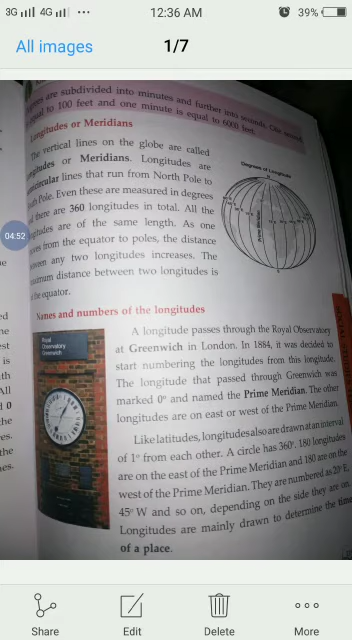 3G 4G ... 12:36 AM 39%
All images 1/7
are subdivided into minutes and further into seconds. One second
equal to 100 feet and one minute is equal to 6000 feet.
Longitudes or Meridians
The vertical lines on the globe are called
or Meridians. Longitudes are
lines that run from North Pole to
Pole. Even these are measured in degrees
there are 360 longitudes in total. All the
are of the same length. As one
from the equator to poles, the distance
any two longitudes increases. The
distance between two longitudes is
the equator.
Degrees of Longitude
Prime Meridian
04:52
Names and numbers of the longitudes
Royal
Observatory
Greenwich
A longitude passes through the Royal Observatory
at Greenwich in London. In 1884, it was decided to
start numbering the longitudes from this longitude.
The longitude that passed through Greenwich was
marked 0° and named the Prime Meridian. The other
longitudes are on east or west of the Prime Meridian.
Like latitudes, longitudes also are drawn at an interval
of 1° from each other. A circle has 360°. 180 longitudes
are on the east of the Prime Meridian and 180 are on the
west of the Prime Meridian. They are numbered as 20° E,
45° W and so on, depending on the side they are on.
Longitudes are mainly drawn to determine the time
of a place.
Share Edit Delete More